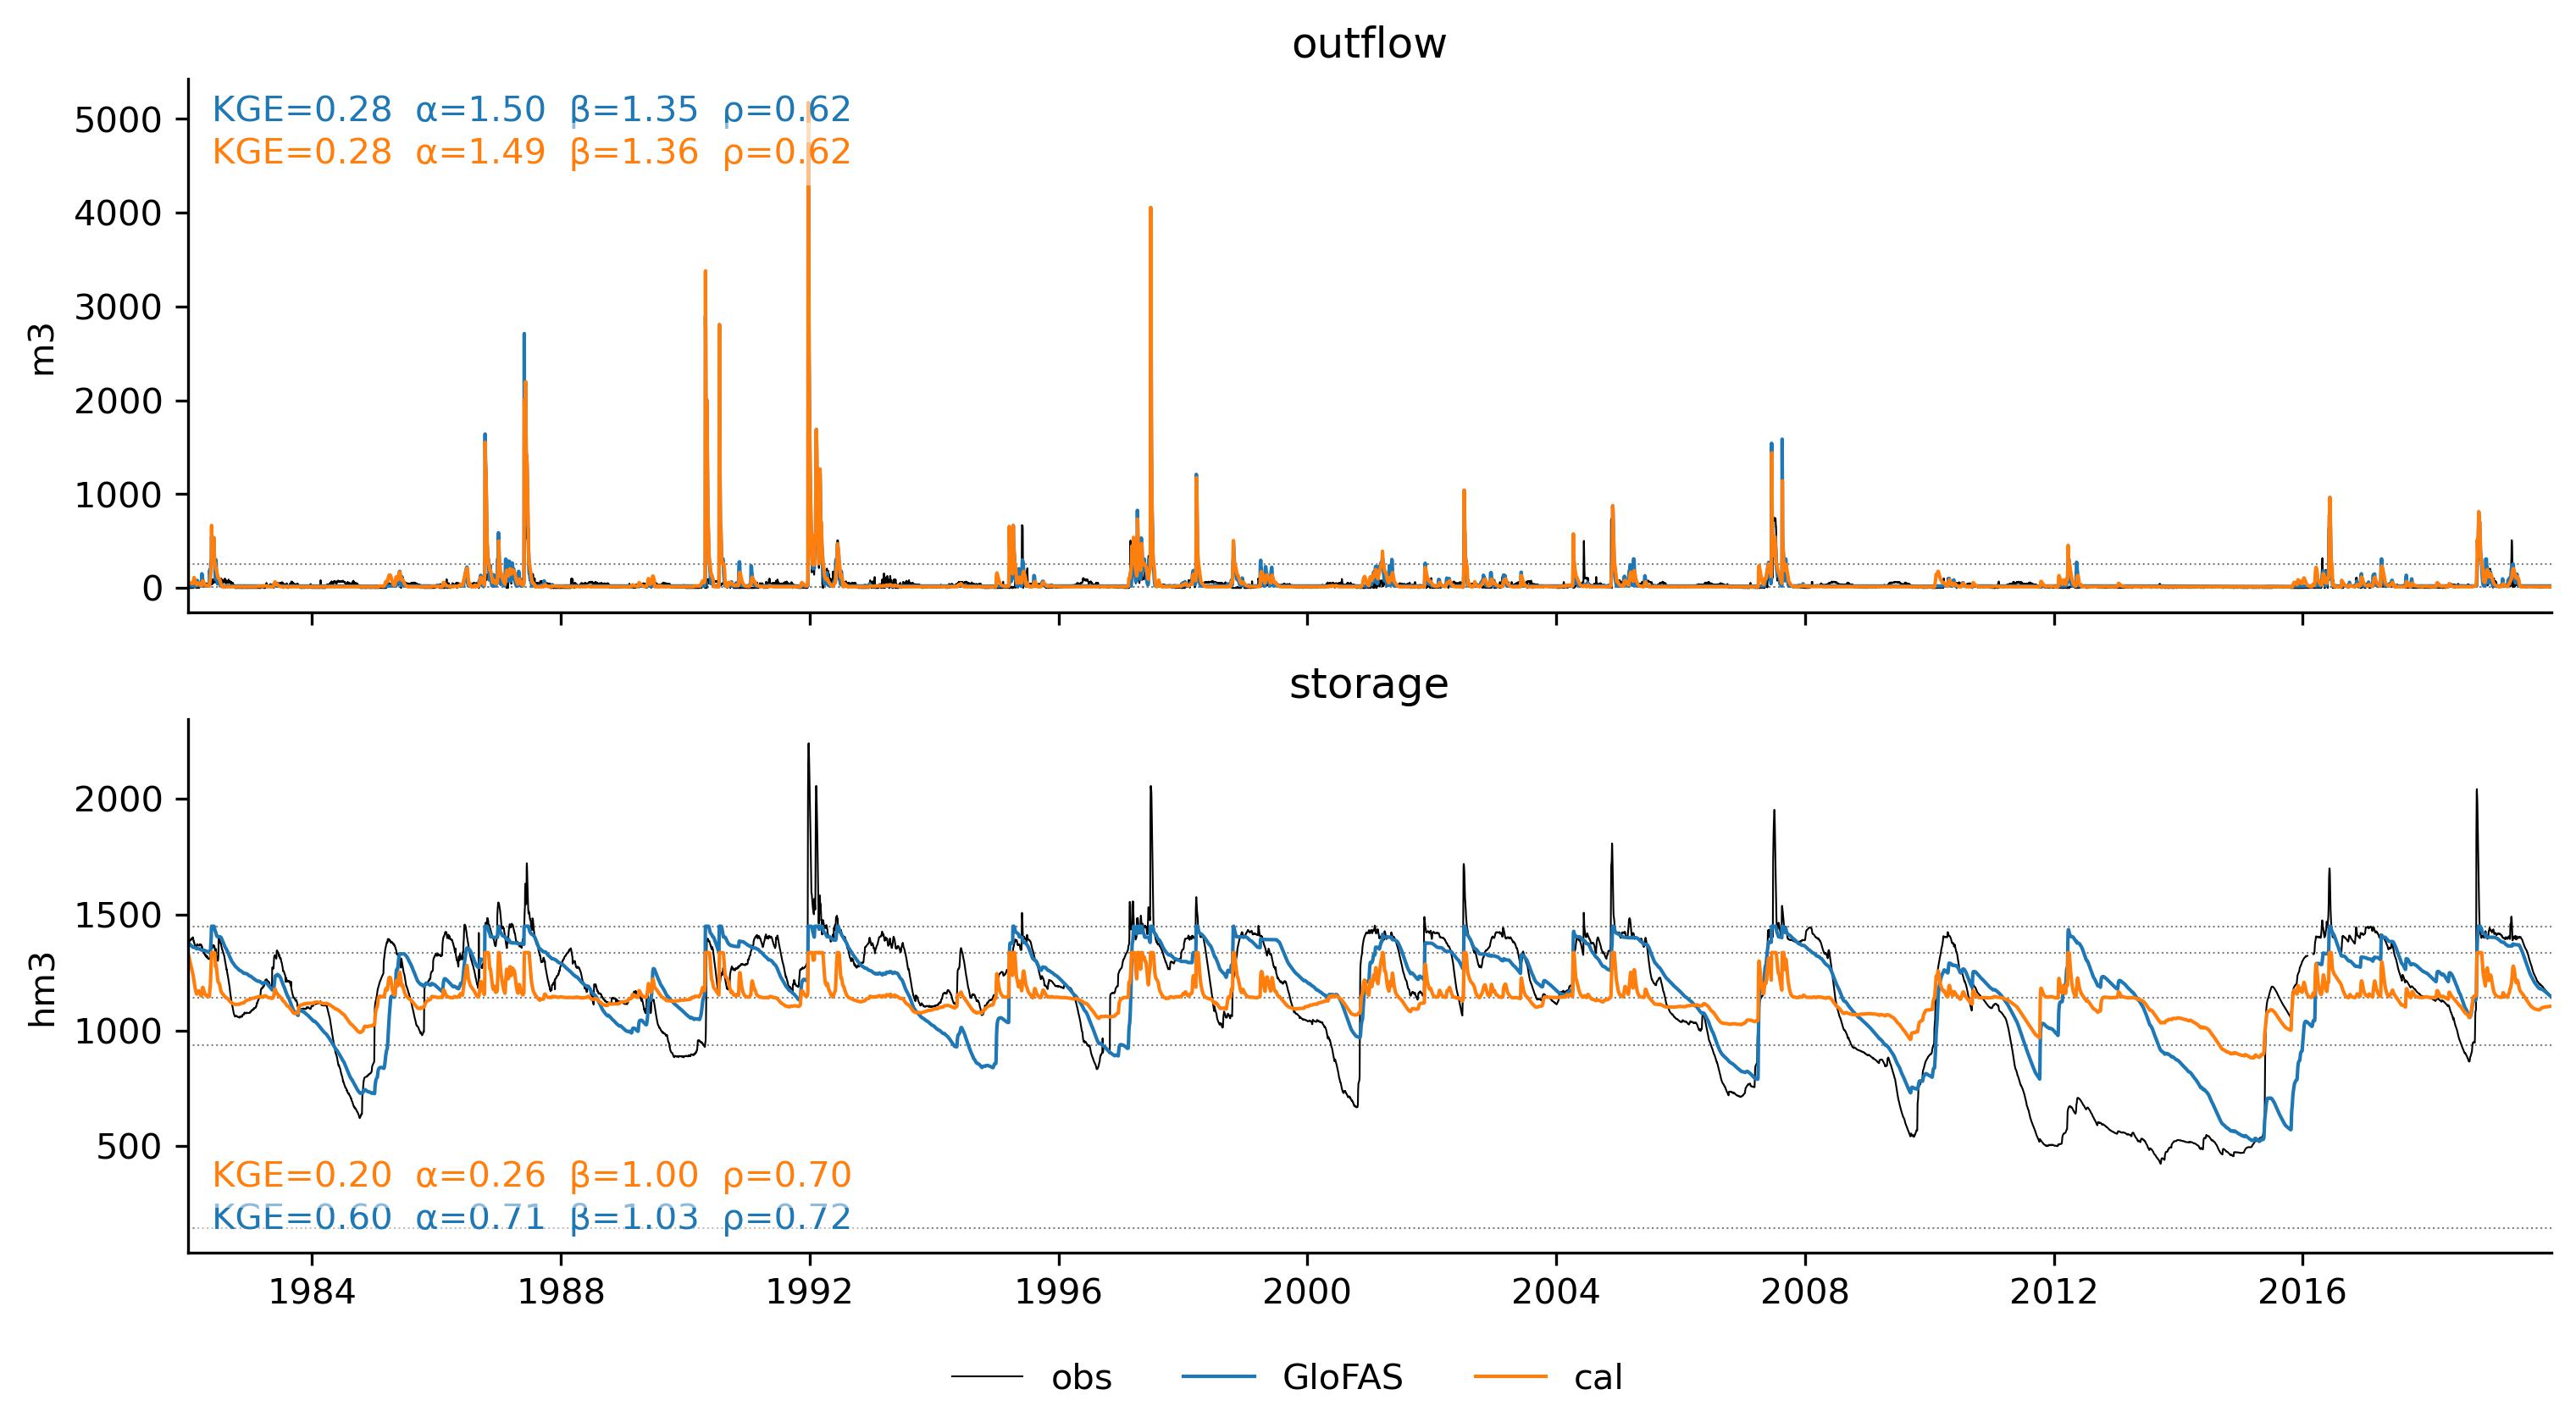 outflow
KGE=0.28 α=1.50 β=1.35 ρ=0.62
KGE=0.28 α=1.49 β=1.36 ρ=0.62
5000
4000
3000
2000
1000
0
m3
storage
2000
1500
1000
500
hm3
KGE=0.20 α=0.26 β=1.00 ρ=0.70
KGE=0.60 α=0.71 β=1.03 ρ=0.72
1984 1988 1992 1996 2000 2004 2008 2012 2016
obs GloFAS cal